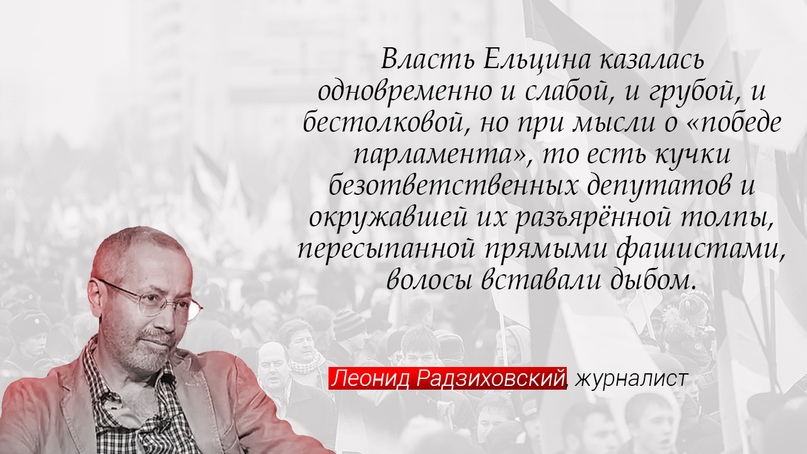 Власть Ельцина казалась
одновременно и слабой, и грубой, и
бестолковой, но при мысли о «победе
парламента», то есть кучки
безответственных депутатов и
окружавшей их разъярённой толпы,
пересыпанной прямыми фашистами,
волосы вставали дыбом.
Леонид Радзиховский, журналист